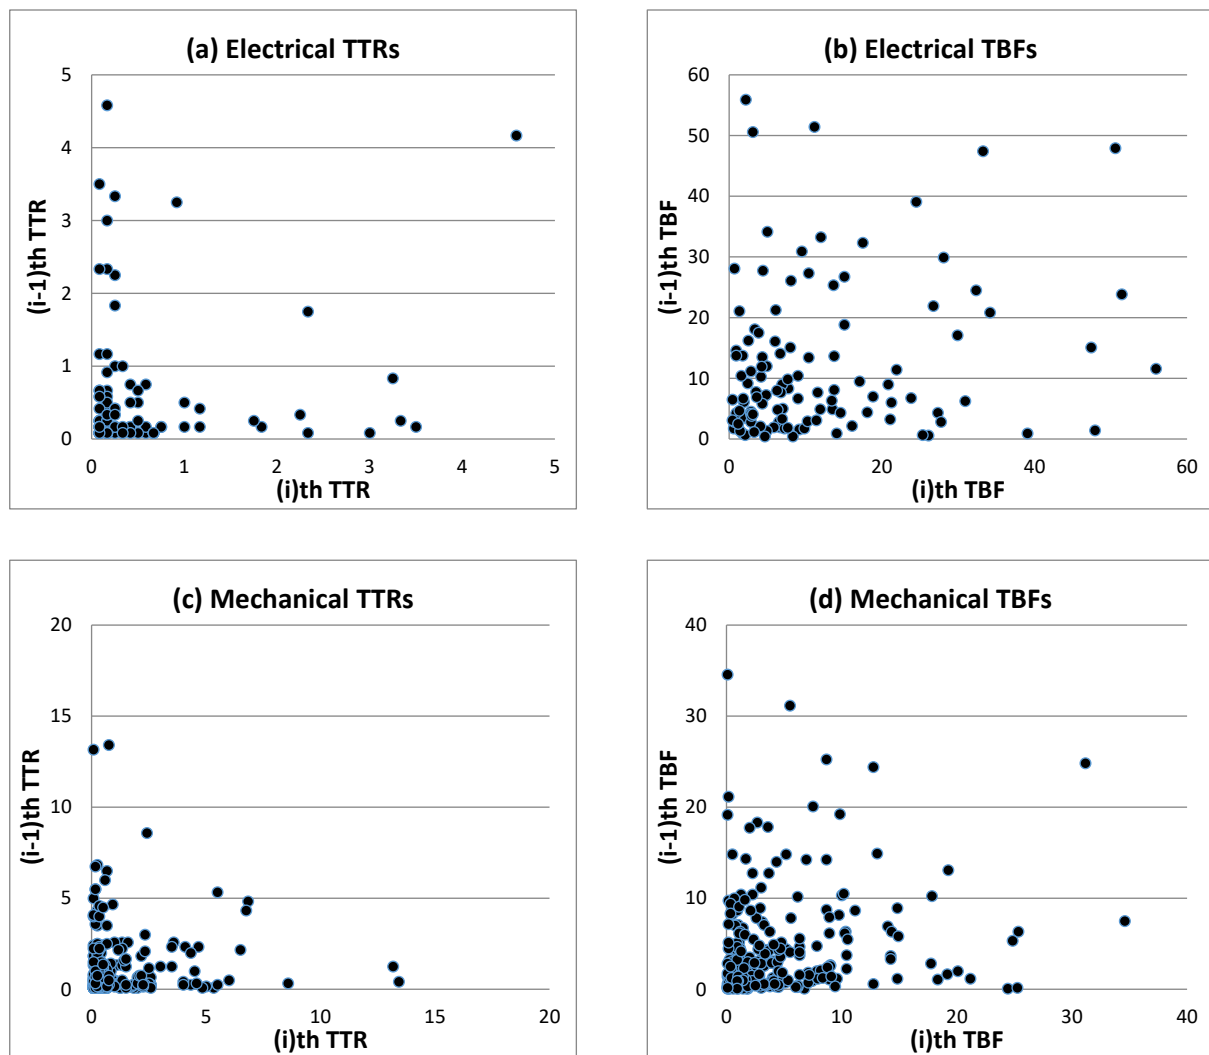 (a) Electrical TTRs
5
4
3
2
1
0
0 1 2 3 4 5
(i-1)th TTR
(i)th TTR
(b) Electrical TBFs
60
50
40
30
20
10
0
0 20 40 60
(i-1)th TBF
(i)th TBF
(c) Mechanical TTRs
20
15
10
5
0
0 5 10 15 20
(i-1)th TTR
(i)th TTR
(d) Mechanical TBFs
40
30
20
10
0
0 10 20 30 40
(i-1)th TBF
(i)th TBF